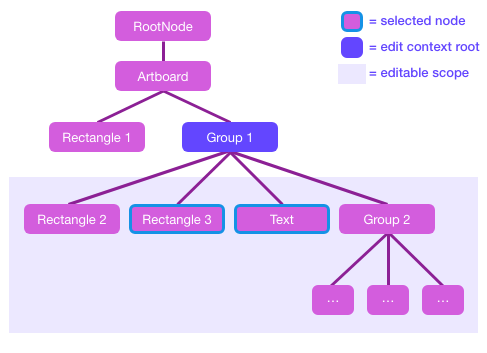 RootNode
= selected node
Artboard
= edit context root
= editable scope
Rectangle 1
Group 1
Rectangle 2
Rectangle 3
Text
Group 2
...
...
...